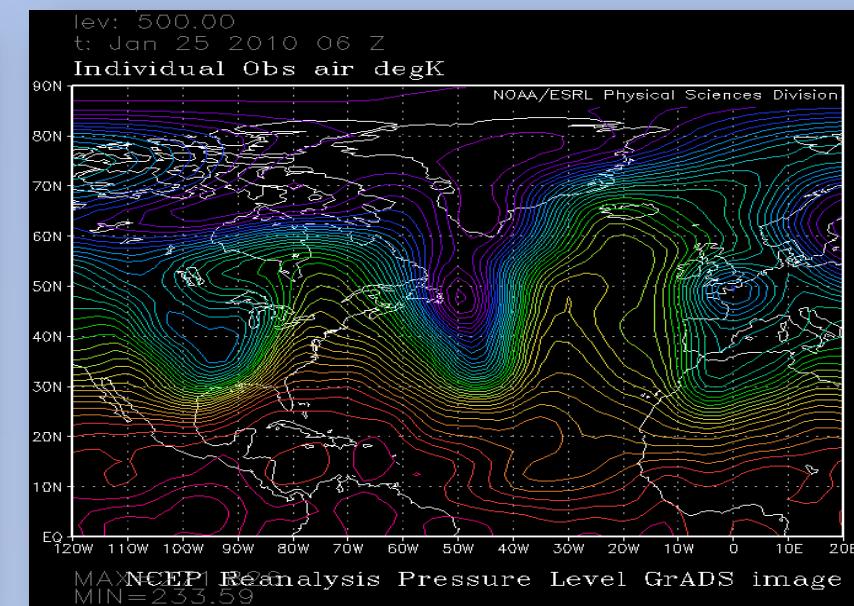 lev: 500.00
t: Jan 25 2010 06 Z
Individual Obs air degK
NOAA/ESRL Physical Sciences Division
90N
80N
70N
60N
50N
40N
30N
20N
10N
EQ
120W 110W 100W 90W 80W 70W 60W 50W 40W 30W 20W 10W 0 10E 20E
NCEP Reanalysis Pressure Level GrADS image
MIN=233.59